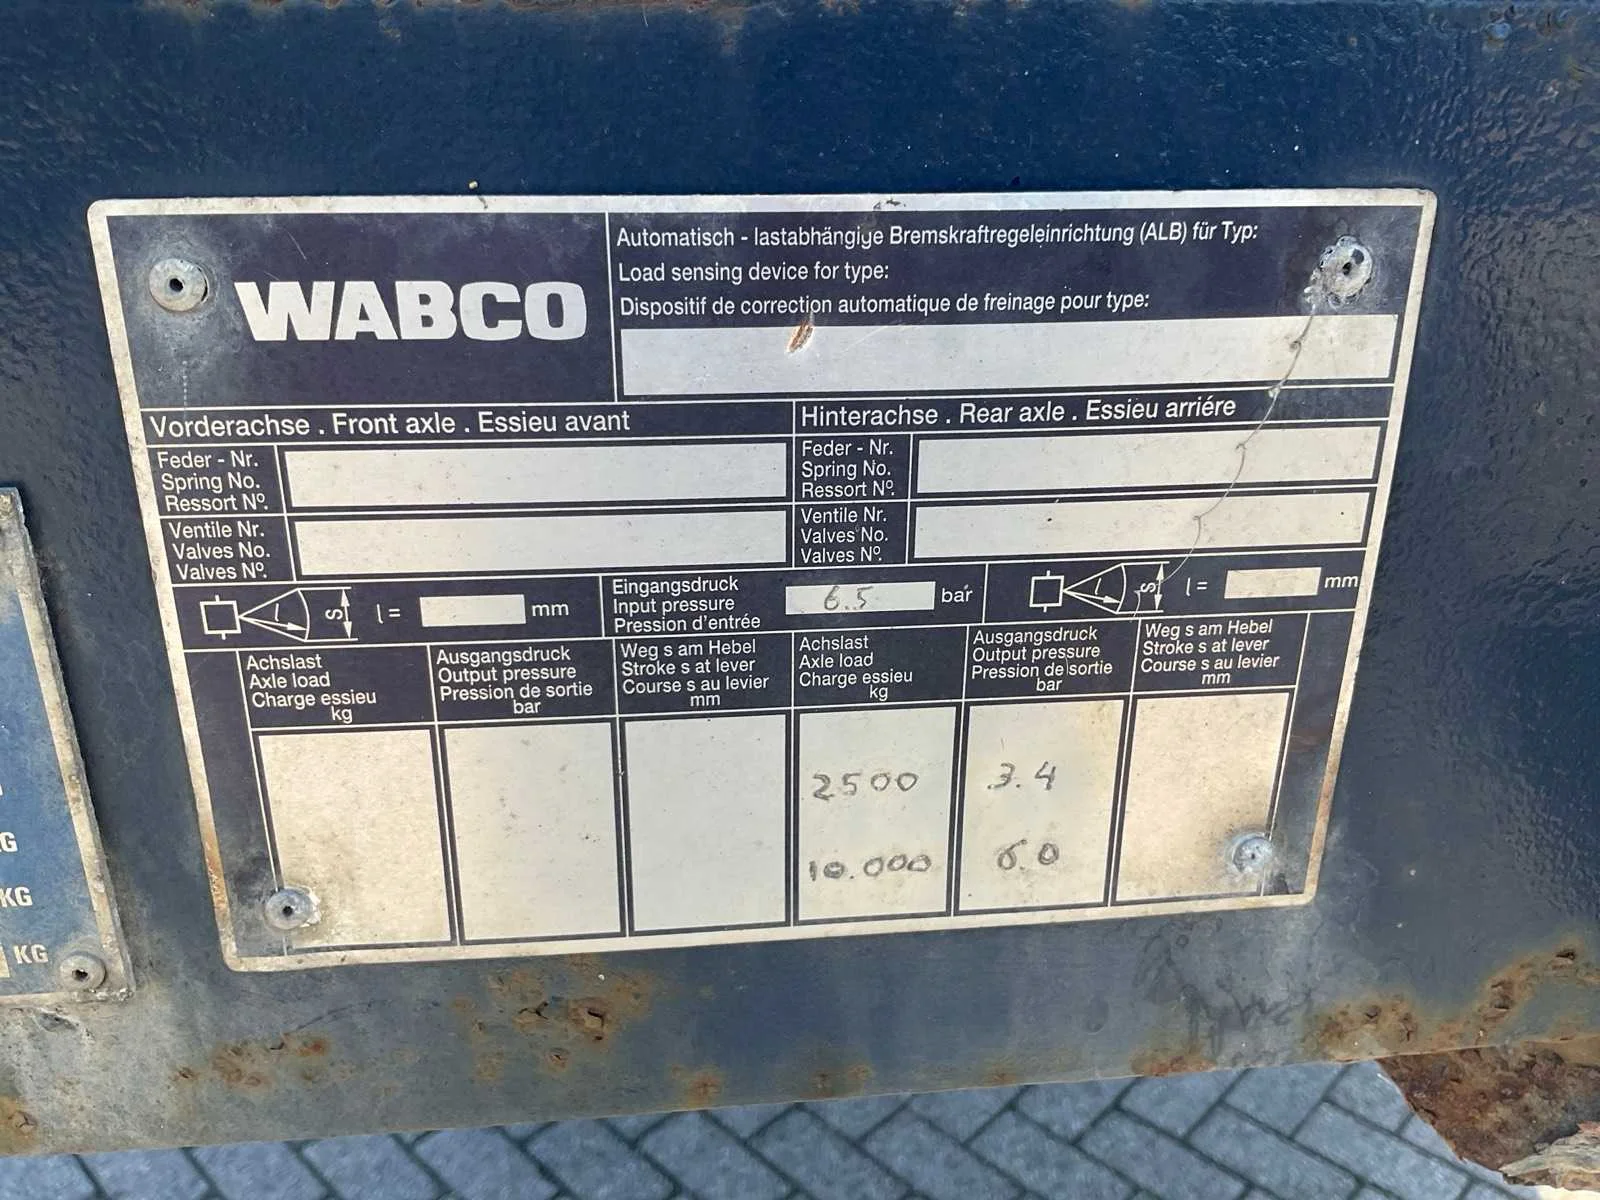 WABCO
Automatisch - lastabhängiye Bremskraftregeleinrichtung (ALB) für Typ:
Load sensing device for type:
Dispositif de correction automatique de freinage pour type:
Vorderachse . Front axle . Essieu avant
Hinterachse . Rear axle . Essieu arriére
Feder - Nr.
Spring No.
Ressort Nº.
Feder - Nr.
Spring No.
Ressort Nº.
Ventile Nr.
Valves No.
Valves Nº.
Ventile Nr.
Valves No.
Valves Nº.
l S l = mm
Eingangsdruck
Input pressure
Pression d'entrée
6.5 bar
l S l = mm
Achslast
Axle load
Charge essieu
kg
Ausgangsdruck
Output pressure
Pression de sortie
bar
Weg s am Hebel
Stroke s at lever
Course s au levier
mm
Achslast
Axle load
Charge essieu
kg
Ausgangsdruck
Output pressure
Pression de sortie
bar
Weg s am Hebel
Stroke s at lever
Course s au levier
mm
2500 3.4
10.000 6.0
KG
KG